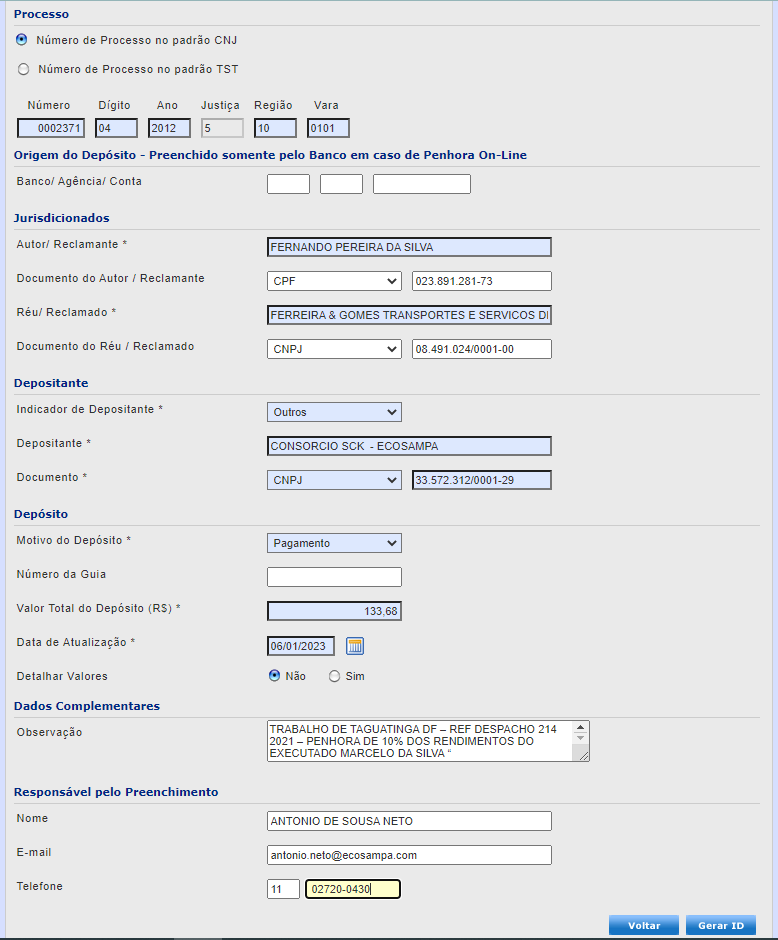 Processo
Número de Processo no padrão CNJ
Número de Processo no padrão TST
Número Dígito Ano Justiça Região Vara
0002371 04 2012 5 10 0101
Origem do Depósito - Preenchido somente pelo Banco em caso de Penhora On-Line
Banco/ Agência/ Conta
Jurisdicionados
Autor/ Reclamante * FERNANDO PEREIRA DA SILVA
Documento do Autor / Reclamante CPF 023.891.281-73
Réu/ Reclamado * FERREIRA & GOMES TRANSPORTES E SERVICOS
Documento do Réu / Reclamado CNPJ 08.491.024/0001-00
Depositante
Indicador de Depositante * Outros
Depositante * CONSORCIO SCK - ECOSAMPA
Documento * CNPJ 33.572.312/0001-29
Depósito
Motivo do Depósito * Pagamento
Número da Guia
Valor Total do Depósito (R$) * 133,68
Data de Atualização * 06/01/2023
Detalhar Valores Não Sim
Dados Complementares
Observação TRABALHO DE TAGUATINGA DF – REF DESPACHO 214
2021 – PENHORA DE 10% DOS RENDIMENTOS DO
EXECUTADO MARCELO DA SILVA “
Responsável pelo Preenchimento
Nome ANTONIO DE SOUSA NETO
E-mail antonio.neto@ecosampa.com
Telefone 11 02720-0430
Voltar Gerar ID